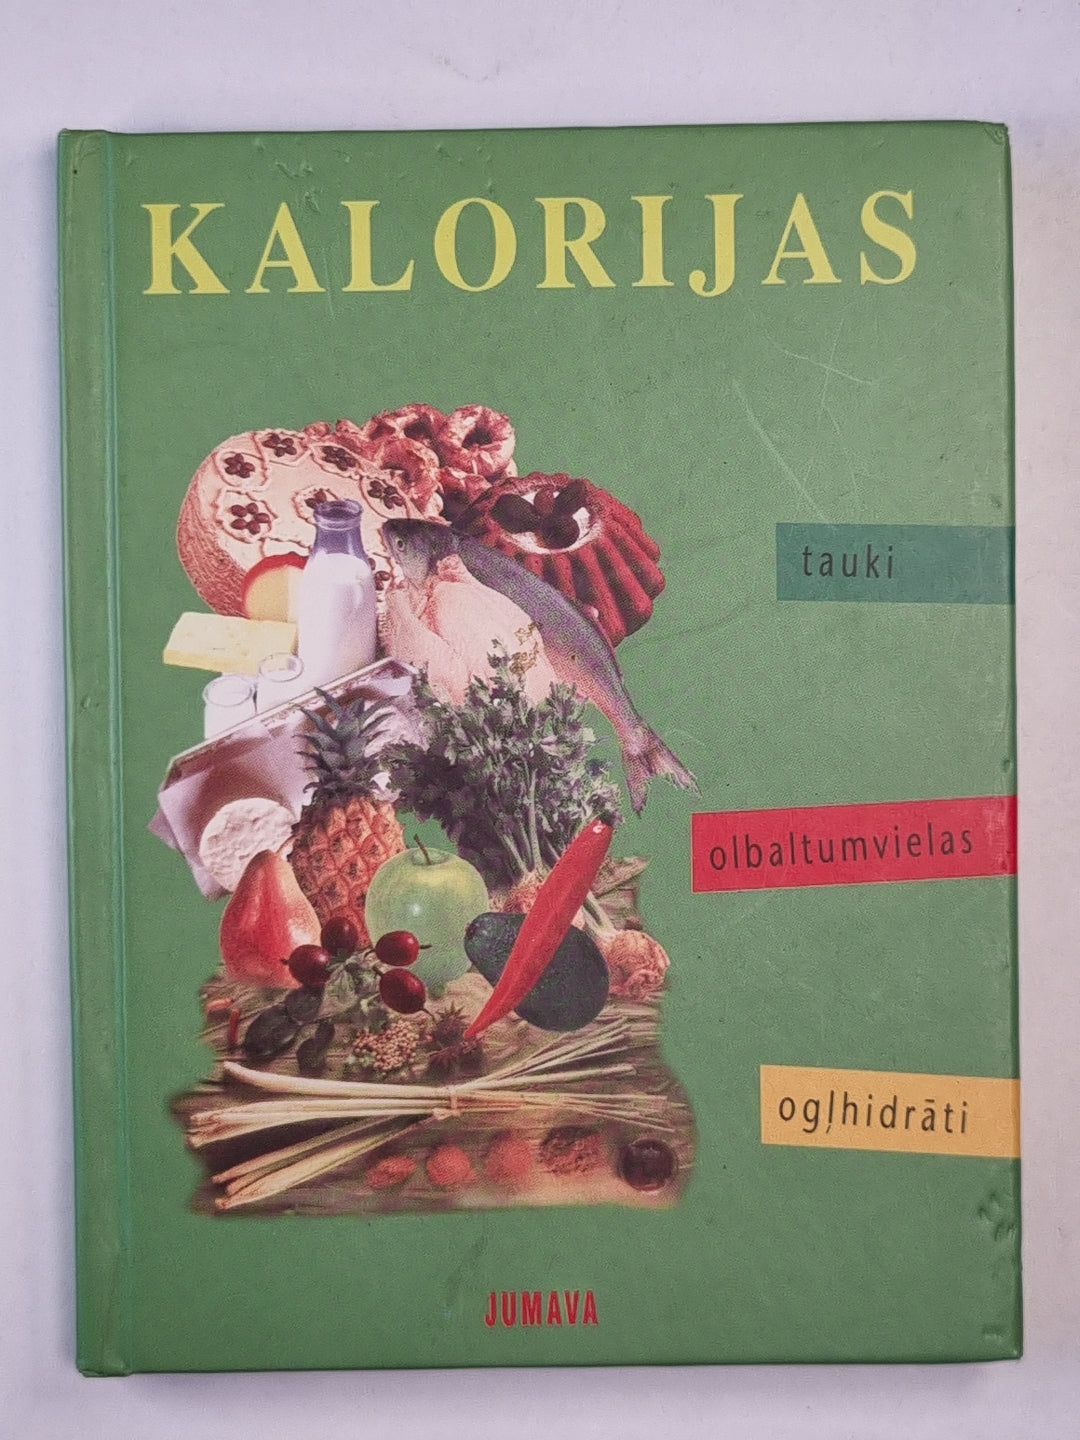 KALORIJAS
tauki
olbaltumvielas
ogļhidrāti
JUMAVA